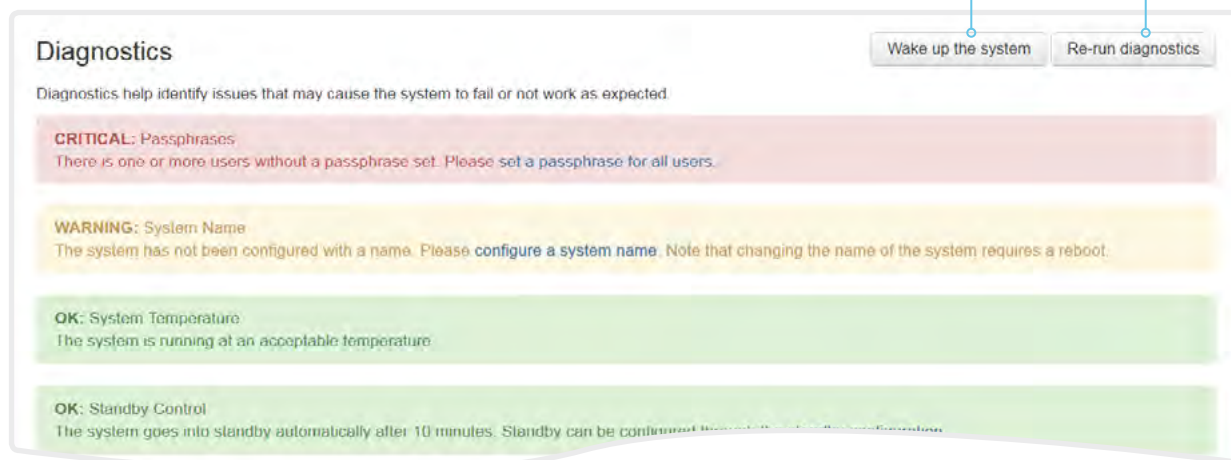 Diagnostics
Wake up the system
Re-run diagnostics
Diagnostics help identify issues that may cause the system to fail or not work as expected
CRITICAL: Passphrases
There is one or more users without a passphrase set. Please set a passphrase for all users.
WARNING: System Name
The system has not been configured with a name. Please configure a system name. Note that changing the name of the system requires a reboot.
OK: System Temperature
The system is running at an acceptable temperature
OK: Standby Control
The system goes into standby automatically after 10 minutes. Standby can be configured